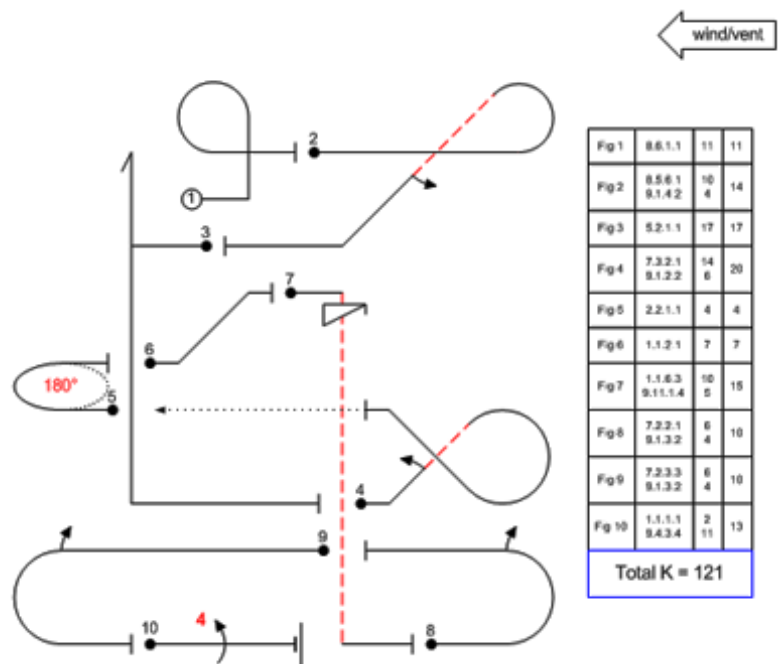 wind/vent
2
1
3
7
6
180°
5
4
9
10
4
8
Fig 1 8.6.1.1 11 11
Fig 2 8.5.6.1 10 14
9.1.4.2 4
Fig 3 5.2.1.1 17 17
Fig 4 7.3.2.1 14 20
9.1.2.2 6
Fig 5 2.2.1.1 4 4
Fig 6 1.1.2.1 7 7
Fig 7 1.1.6.3 10 15
9.11.1.4 5
Fig 8 7.2.2.1 6 10
9.1.3.2 4
Fig 9 7.2.3.3 6 10
9.1.3.2 4
Fig 10 1.1.1.1 2 13
9.4.3.4 11
Total K = 121